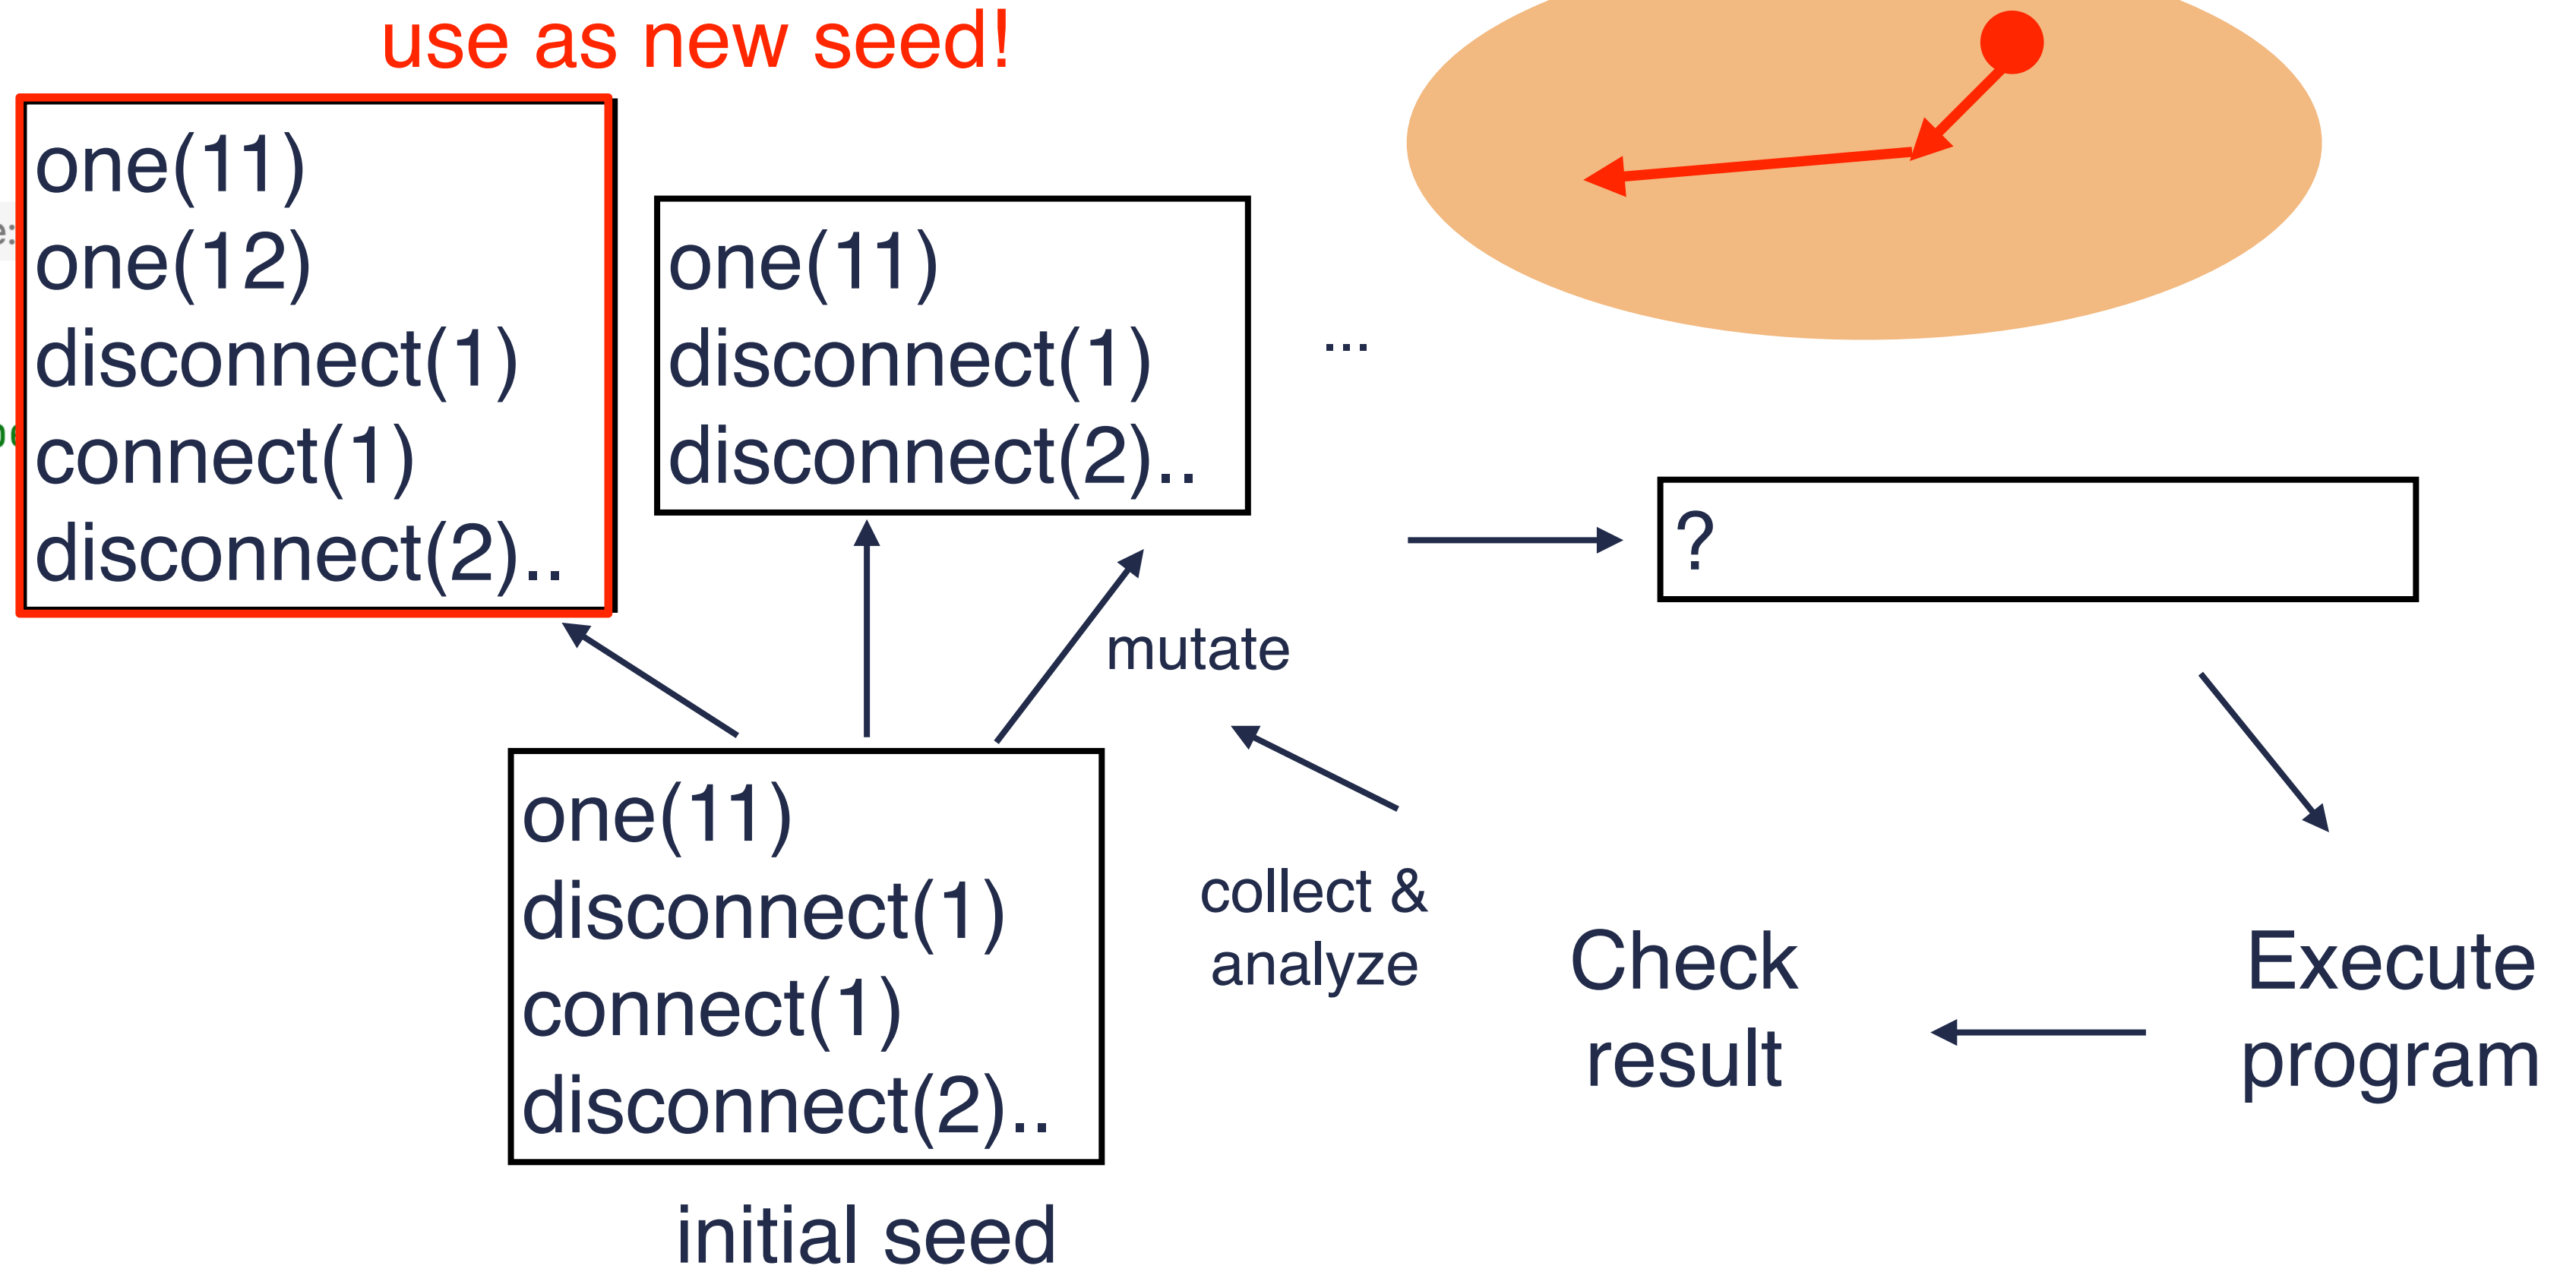 use as new seed!
one(11)
one(12)
disconnect(1)
connect(1)
disconnect(2)..
one(11)
disconnect(1)
disconnect(2)..
...
?
mutate
one(11)
disconnect(1)
connect(1)
disconnect(2)..
initial seed
collect &
analyze
Check
result
Execute
program